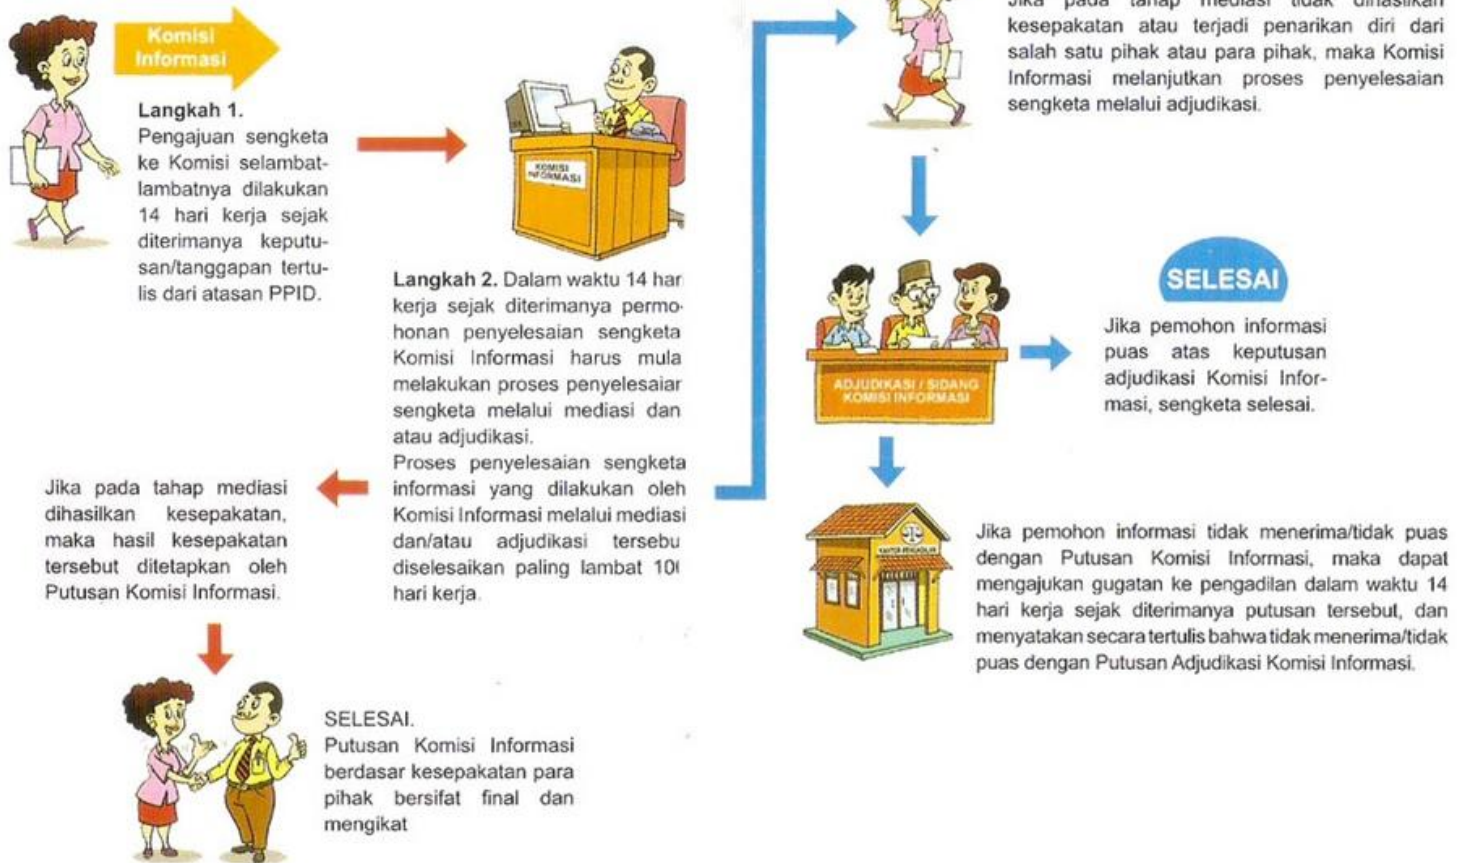 Komisi
Informasi
Langkah 1.
Pengajuan sengketa
ke Komisi selambat-
lambatnya dilakukan
14 hari kerja sejak
diterimanya keputu-
san/tanggapan tertu-
lis dari atasan PPID.
KOMISI
INFORMASI
Langkah 2. Dalam waktu 14 har
kerja sejak diterimanya permo-
honan penyelesaian sengketa
Komisi Informasi harus mula
melakukan proses penyelesaiar
sengketa melalui mediasi dan
atau adjudikasi.
Proses penyelesaian sengketa
informasi yang dilakukan oleh
Komisi Informasi melalui mediasi
dan/atau adjudikasi tersebu
diselesaikan paling lambat 10
hari kerja.
Jika pada tahap mediasi
dihasilkan kesepakatan,
maka hasil kesepakatan
tersebut ditetapkan oleh
Putusan Komisi Informasi.
SELESAI.
Putusan Komisi Informasi
berdasar kesepakatan para
pihak bersifat final dan
mengikat
Jika pada tahap mediasi tidak dihasilkan
kesepakatan atau terjadi penarikan diri dari
salah satu pihak atau para pihak, maka Komisi
Informasi melanjutkan proses penyelesaian
sengketa melalui adjudikasi.
ADJUDIKASI / SIDANG
KOMISI INFORMASI
SELESAI
Jika pemohon informasi
puas atas keputusan
adjudikasi Komisi Infor-
masi, sengketa selesai.
KANTOR PENGADILAN
Jika pemohon informasi tidak menerima/tidak puas
dengan Putusan Komisi Informasi, maka dapat
mengajukan gugatan ke pengadilan dalam waktu 14
hari kerja sejak diterimanya putusan tersebut, dan
menyatakan secara tertulis bahwa tidak menerima/tidak
puas dengan Putusan Adjudikasi Komisi Informasi.